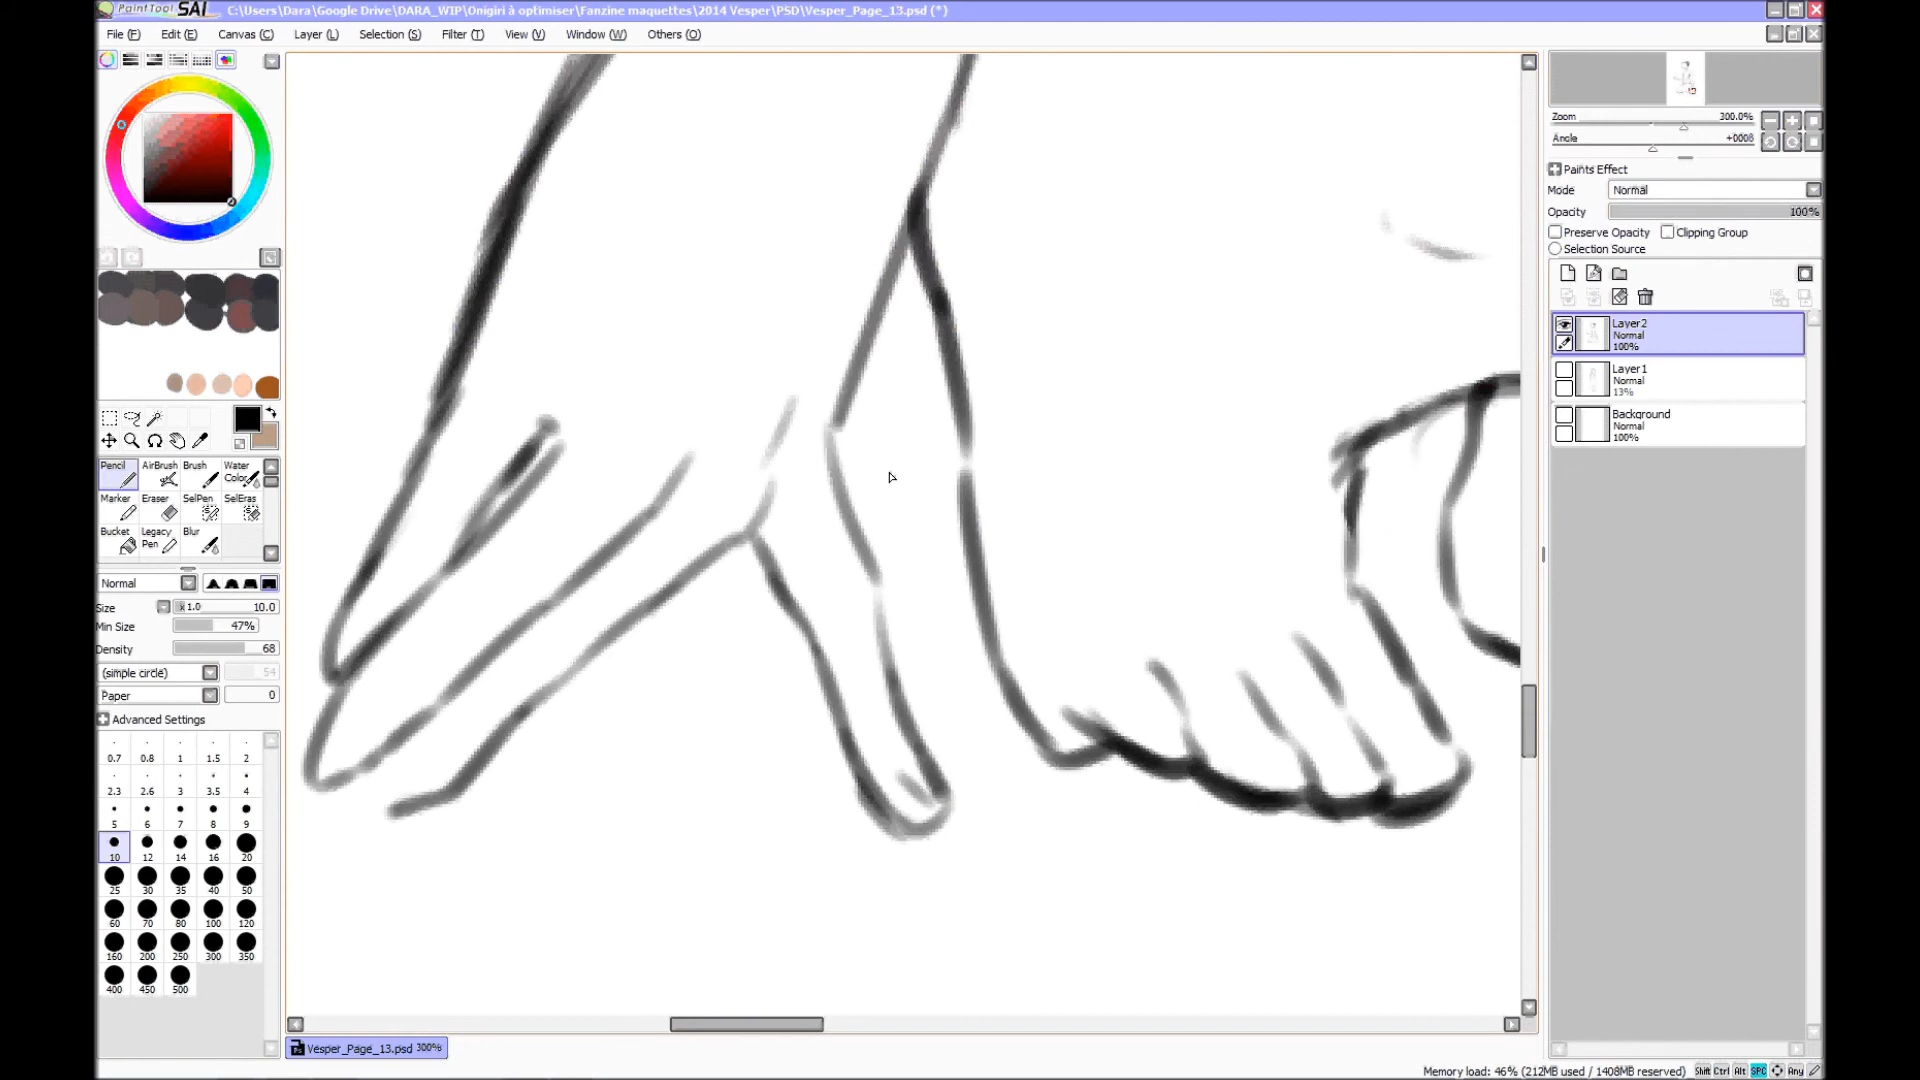 PaintTool SAI C:\Users\Dara\Google Drive\DARA_WIP\Onigiri à optimiser\Fanzine maquettes\2014 Vesper\PSD\Vesper_Page_13.psd (*)
File (F) Edit (E) Canvas (C) Layer (L) Selection (S) Filter (T) View (V) Window (W) Others (O)
Zoom 300.0%
Angle +0008
Paints Effect
Mode Normal
Opacity 100%
Preserve Opacity Clipping Group
Selection Source
Layer2
Normal
100%
Layer1
Normal
13%
Background
Normal
100%
Pencil AirBrush Brush Water Color
Marker Eraser SelPen SelEras
Bucket Legacy Pen Blur
Normal
Size x1.0 10.0
Min Size 47%
Density 68
(simple circle) 54
Paper 0
Advanced Settings
0.7 0.8 1 1.5 2
2.3 2.6 3 3.5 4
5 6 7 8 9
10 12 14 16 20
25 30 35 40 50
60 70 80 100 120
160 200 250 300 350
400 450 500
Vesper_Page_13.psd 300%
Memory load: 46% (212MB used / 1408MB reserved) Shift Ctrl Alt SPC Any